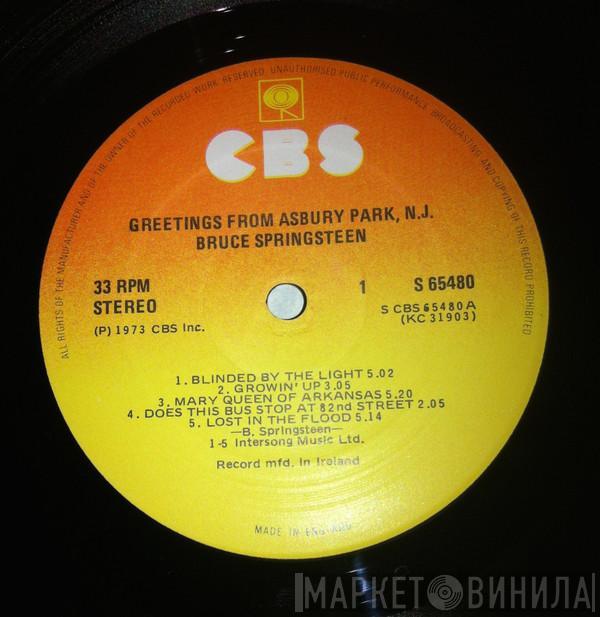 ALL RIGHTS OF THE MANUFACTURER AND OF THE OWNER OF THE RECORDED WORK RESERVED. UNAUTHORISED PUBLIC PERFORMANCE, BROADCASTING AND COPYING OF THIS RECORD PROHIBITED
CBS
GREETINGS FROM ASBURY PARK, N.J.
BRUCE SPRINGSTEEN
33 RPM 1 S 65480
STEREO S CBS 65480 A
(P) 1973 CBS Inc. (KC 31903)
1. BLINDED BY THE LIGHT 5.02
2. GROWIN' UP 3.05
3. MARY QUEEN OF ARKANSAS 5.20
4. DOES THIS BUS STOP AT 82nd STREET 2.05
5. LOST IN THE FLOOD 5.14
—B. Springsteen—
1-5 Intersong Music Ltd.
Record mfd. in Ireland
MADE IN ENGLAND
МАРКЕТ ВИНИЛА